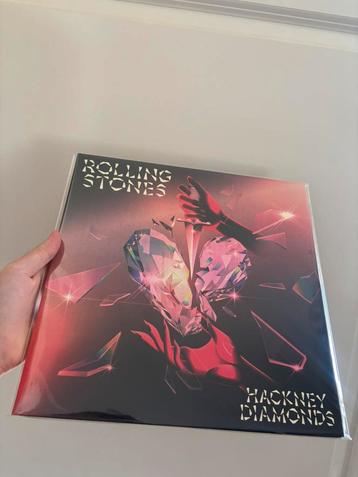 ROLLING
STONES
HACKNEY
DIAMONDS